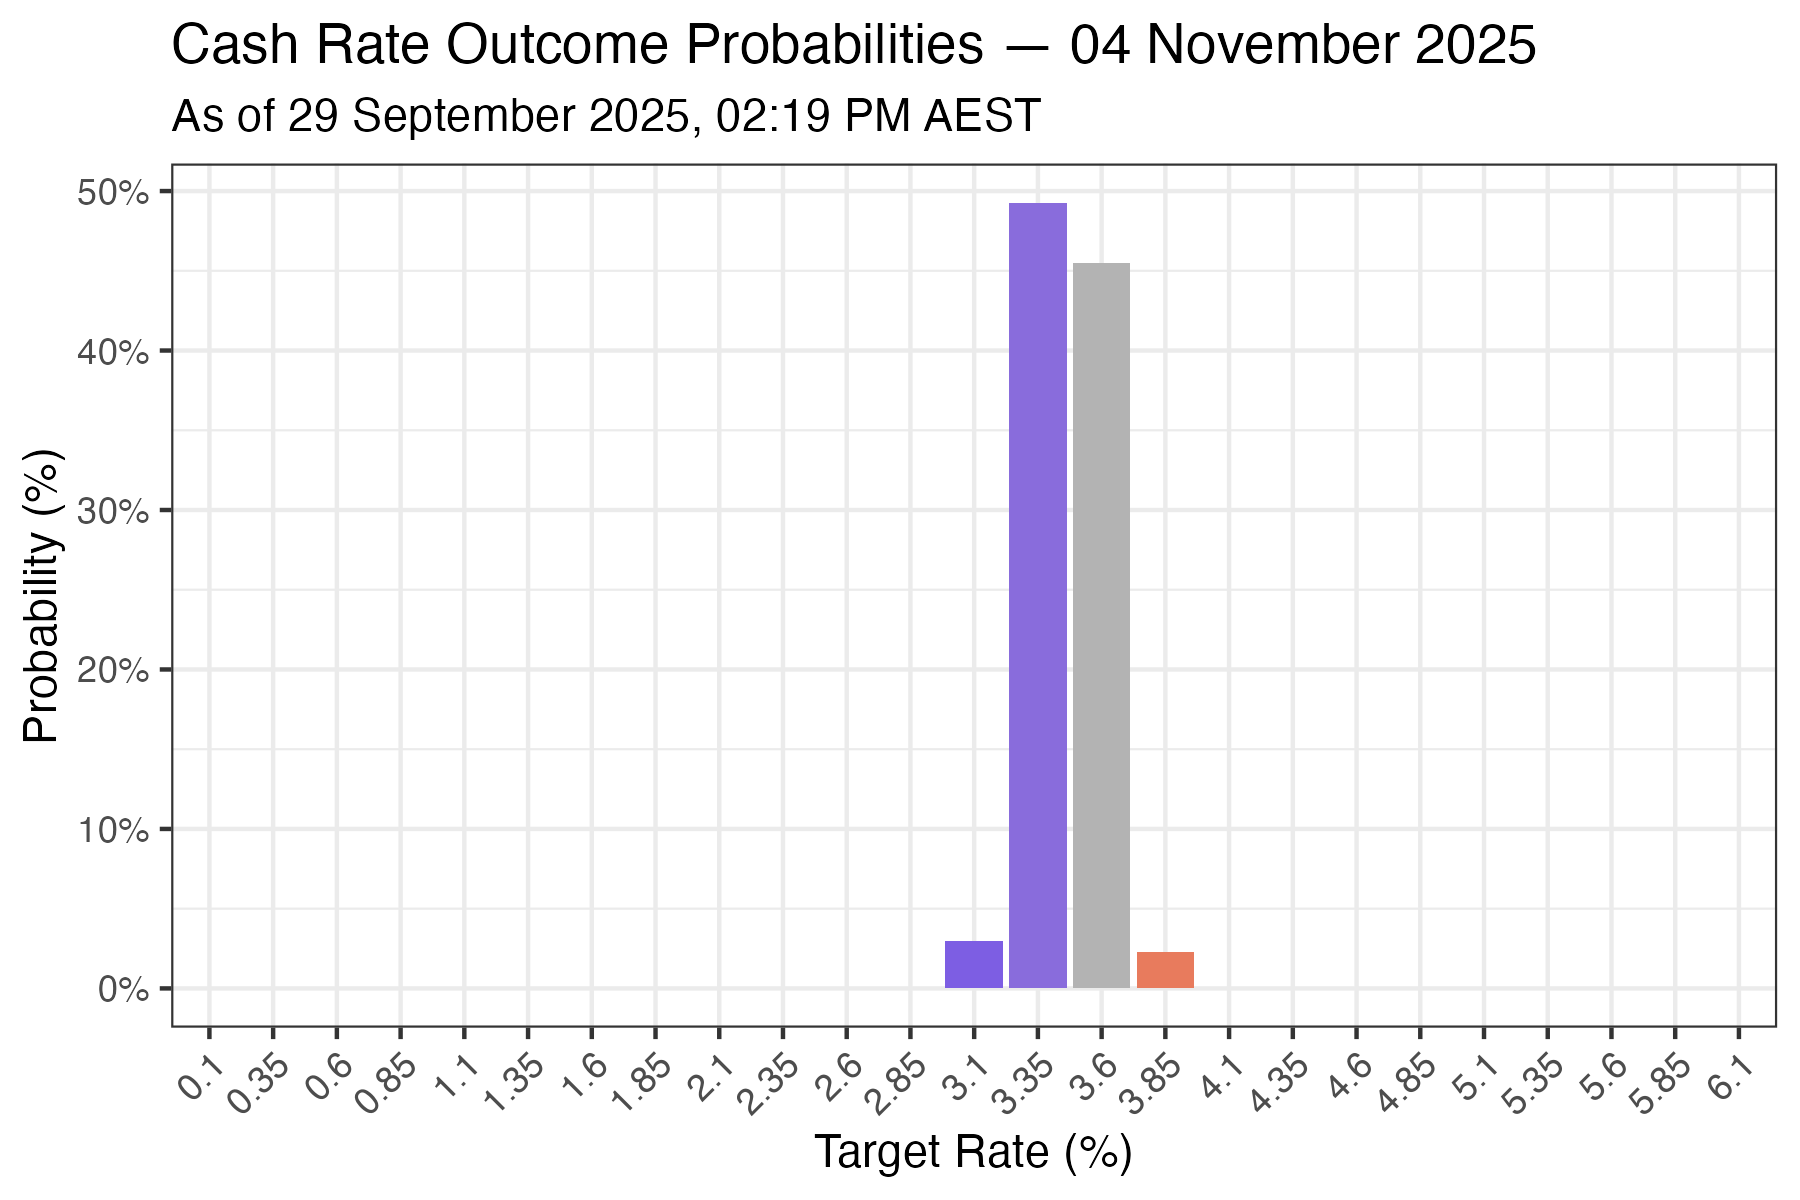 Cash Rate Outcome Probabilities — 04 November 2025
As of 29 September 2025, 02:19 PM AEST
Probability (%)
50%
40%
30%
20%
10%
0%
0.1 0.35 0.6 0.85 1.1 1.35 1.6 1.85 2.1 2.35 2.6 2.85 3.1 3.35 3.6 3.85 4.1 4.35 4.6 4.85 5.1 5.35 5.6 5.85 6.1
Target Rate (%)